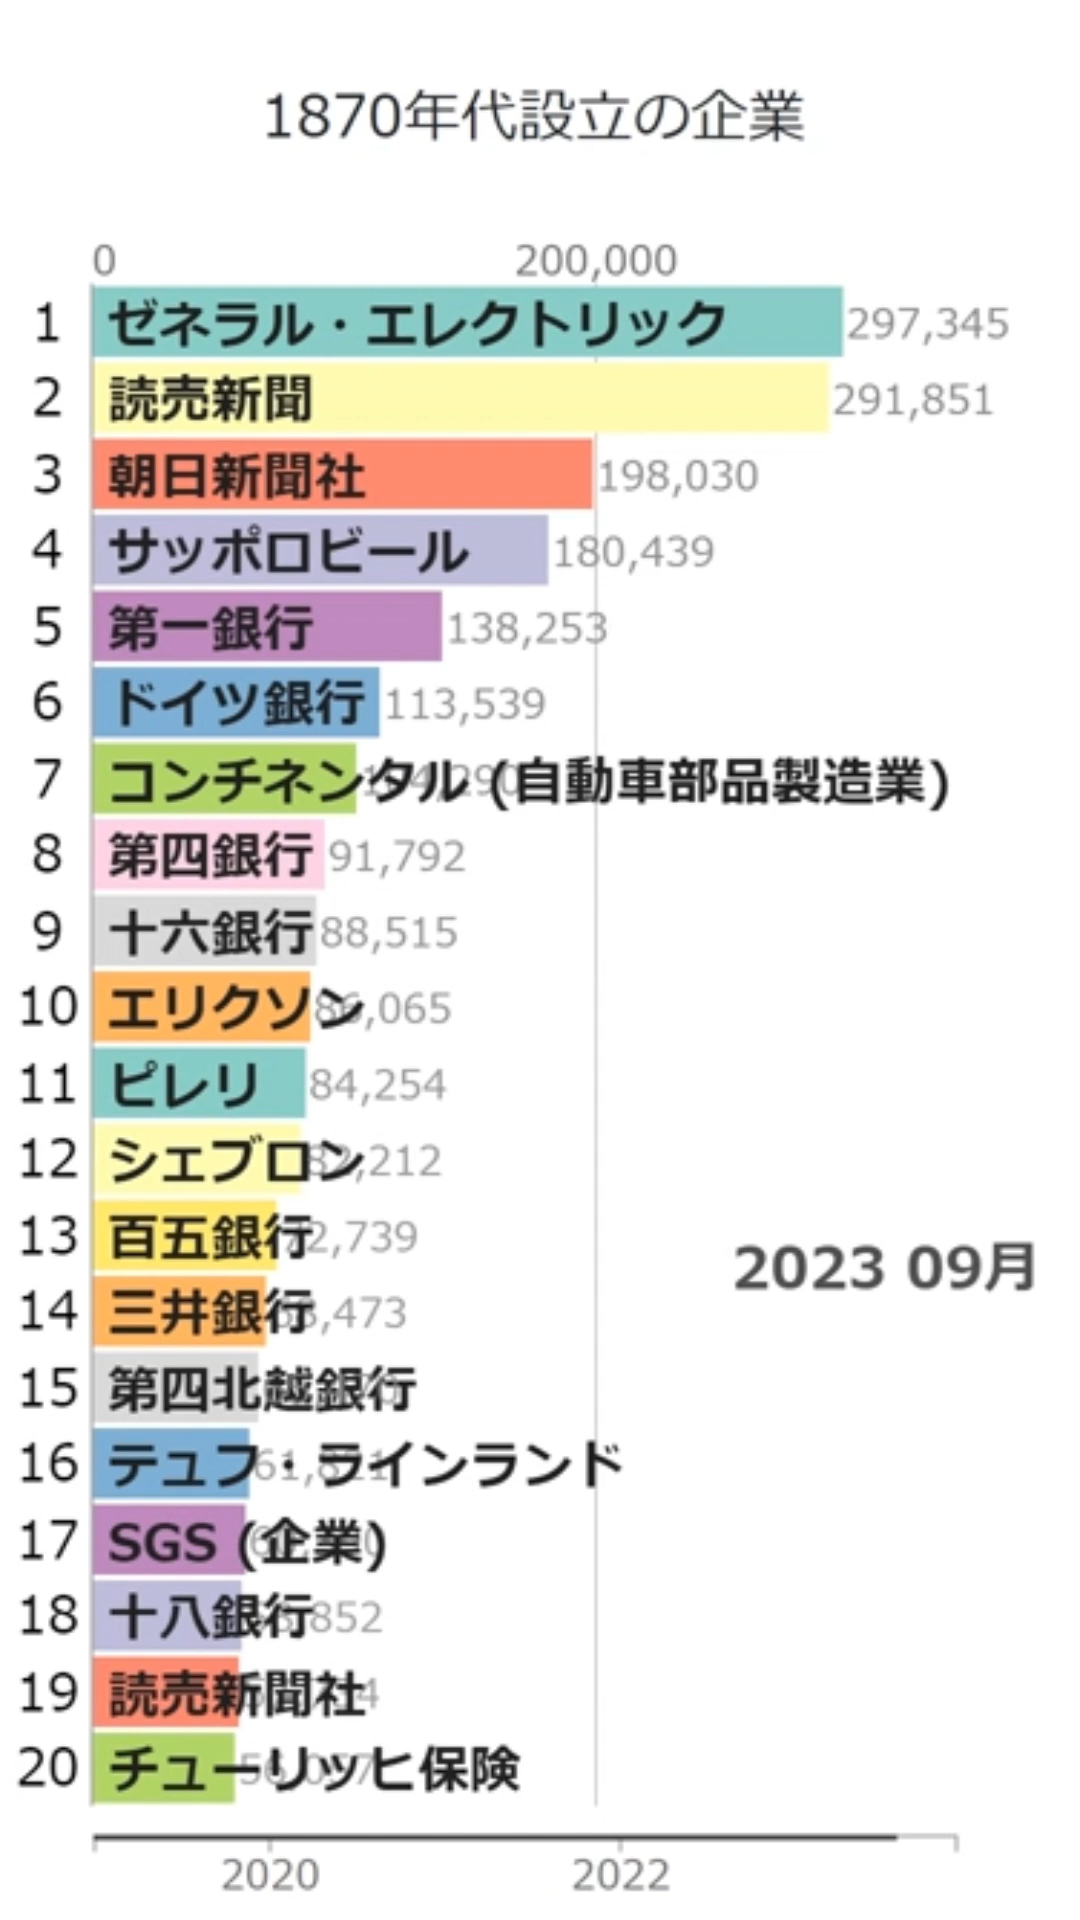 1870年代設立の企業
0 200,000
1 ゼネラル・エレクトリック 297,345
2 読売新聞 291,851
3 朝日新聞社 198,030
4 サッポロビール 180,439
5 第一銀行 138,253
6 ドイツ銀行 113,539
7 コンチネンタル (自動車部品製造業)
8 第四銀行 91,792
9 十六銀行 88,515
10 エリクソン 86,065
11 ピレリ 84,254
12 シェブロン 82,212
13 百五銀行 72,739
2023 09月
14 三井銀行 68,473
15 第四北越銀行
16 テュフ・ラインランド
17 SGS (企業)
18 十八銀行
19 読売新聞社
20 チューリッヒ保険
2020 2022